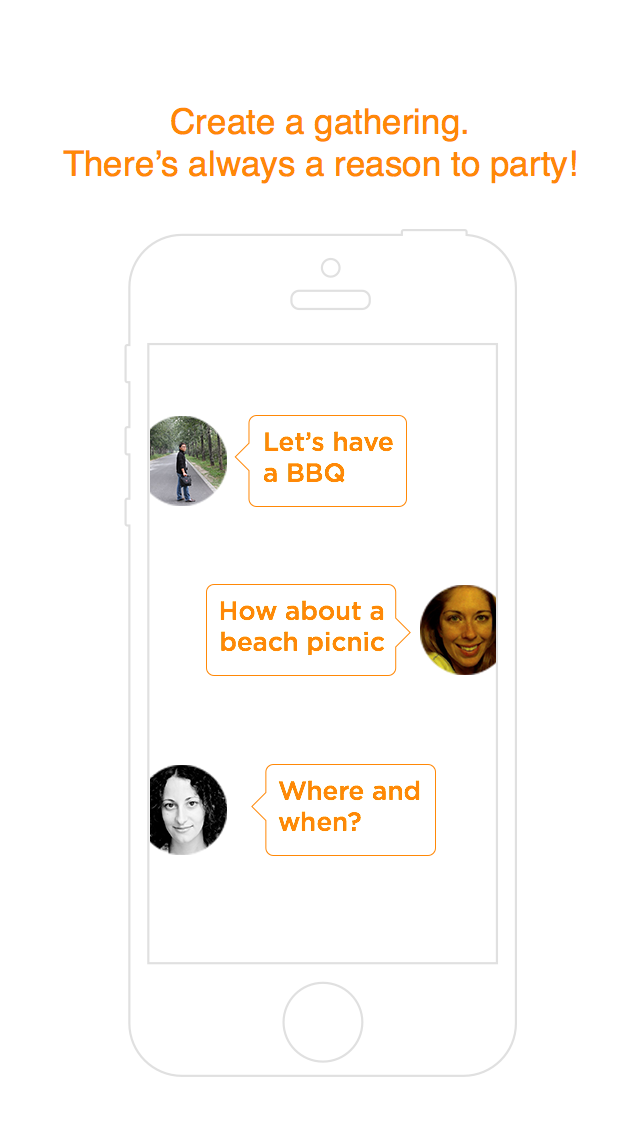 Create a gathering.
There’s always a reason to party!
Let’s have
a BBQ
How about a
beach picnic
Where and
when?